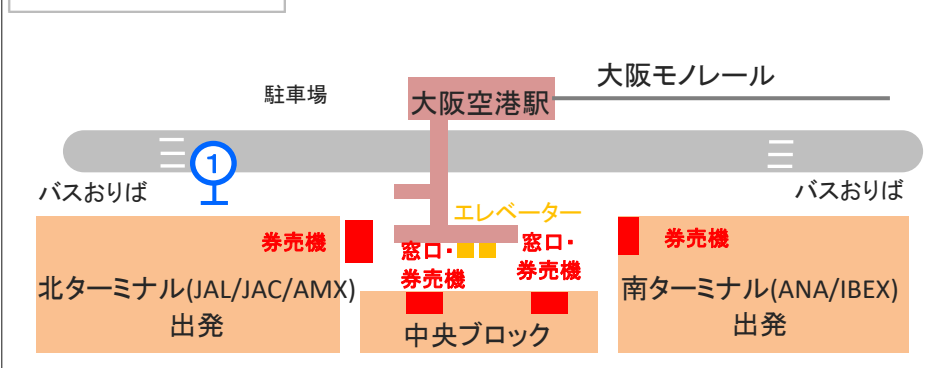 大阪モノレール
駐車場
大阪空港駅
1
バスおりば
バスおりば
エレベーター
券売機
窓口・
券売機
窓口・
券売機
券売機
北ターミナル(JAL/JAC/AMX)
出発
中央ブロック
南ターミナル(ANA/IBEX)
出発